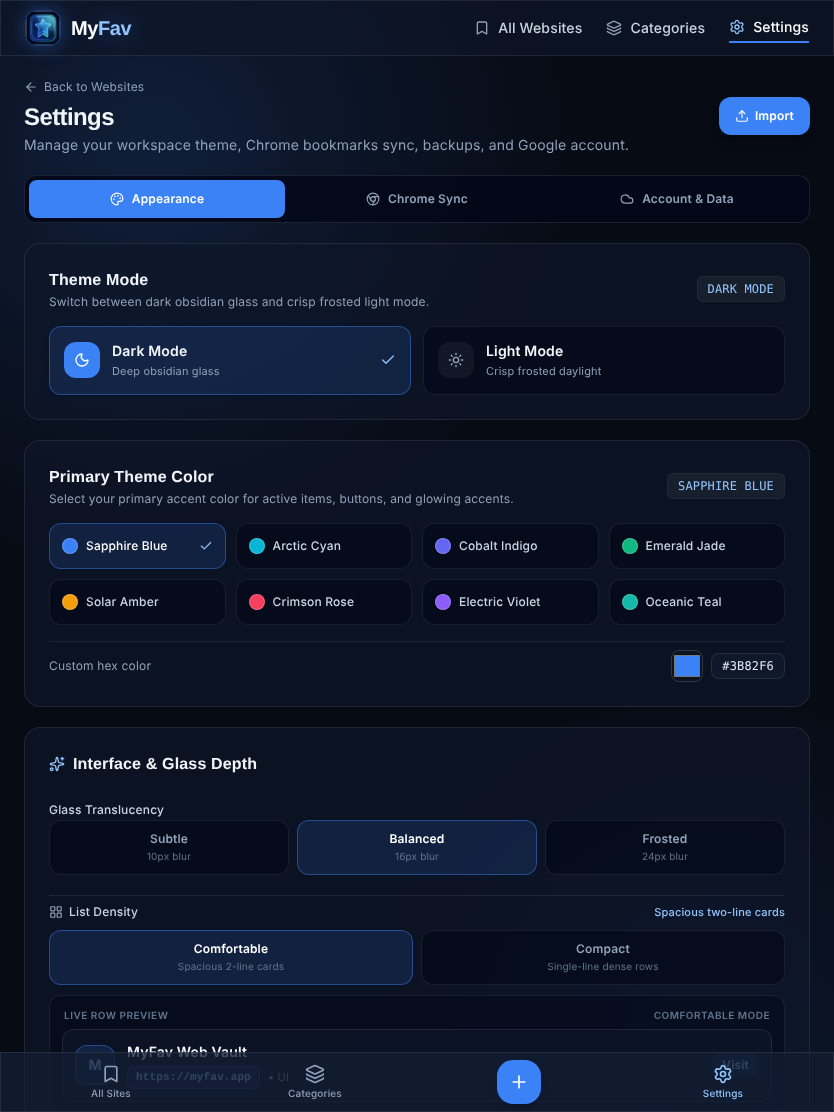 MyFav
All Websites
Categories
Settings
Back to Websites
Settings
Import
Manage your workspace theme, Chrome bookmarks sync, backups, and Google account.
Appearance
Chrome Sync
Account & Data
Theme Mode
DARK MODE
Switch between dark obsidian glass and crisp frosted light mode.
Dark Mode
Deep obsidian glass
Light Mode
Crisp frosted daylight
Primary Theme Color
SAPPHIRE BLUE
Select your primary accent color for active items, buttons, and glowing accents.
Sapphire Blue
Arctic Cyan
Cobalt Indigo
Emerald Jade
Solar Amber
Crimson Rose
Electric Violet
Oceanic Teal
Custom hex color
#3B82F6
Interface & Glass Depth
Glass Translucency
Subtle
10px blur
Balanced
16px blur
Frosted
24px blur
List Density
Spacious two-line cards
Comfortable
Spacious 2-line cards
Compact
Single-line dense rows
LIVE ROW PREVIEW
COMFORTABLE MODE
M
MyFav Web Vault
https://myfav.app
• UI
Visit
All Sites
Categories
Settings